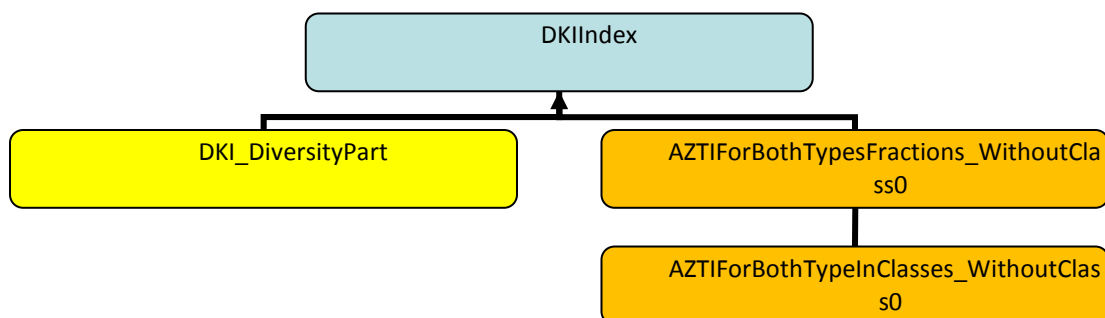 DKIIndex
DKI_DiversityPart
AZTIForBothTypesFractions_WithoutCla
ss0
AZTIForBothTypeInClasses_WithoutClas
s0